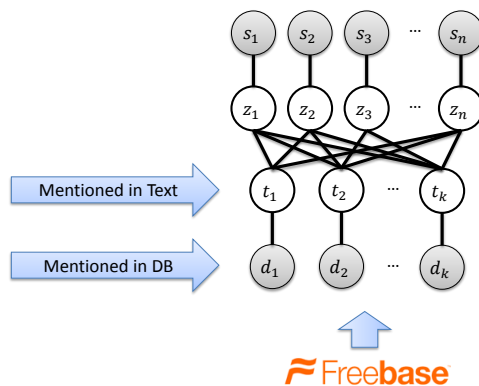 s₁ s₂ s₃ ... sₙ
z₁ z₂ z₃ ... zₙ
Mentioned in Text t₁ t₂ ... tₖ
Mentioned in DB d₁ d₂ ... dₖ
Freebase